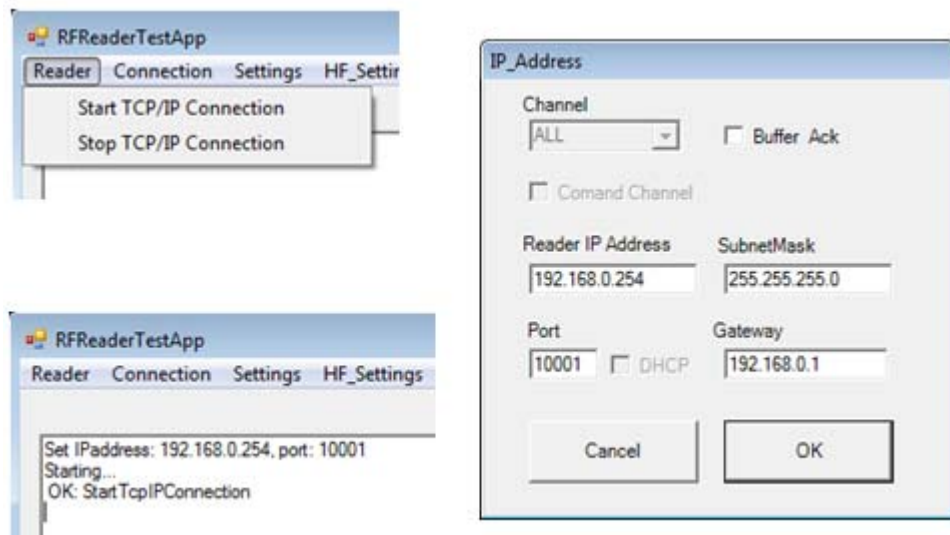 RFReaderTestApp
Reader Connection Settings HF_Settin
Start TCP/IP Connection
Stop TCP/IP Connection
RFReaderTestApp
Reader Connection Settings HF_Settings
Set IPaddress: 192.168.0.254, port: 10001
Starting...
OK: StartTcpIPConnection
IP_Address
Channel
ALL
Buffer Ack
Comand Channel
Reader IP Address SubnetMask
192.168.0.254 255.255.255.0
Port Gateway
10001 DHCP 192.168.0.1
Cancel OK